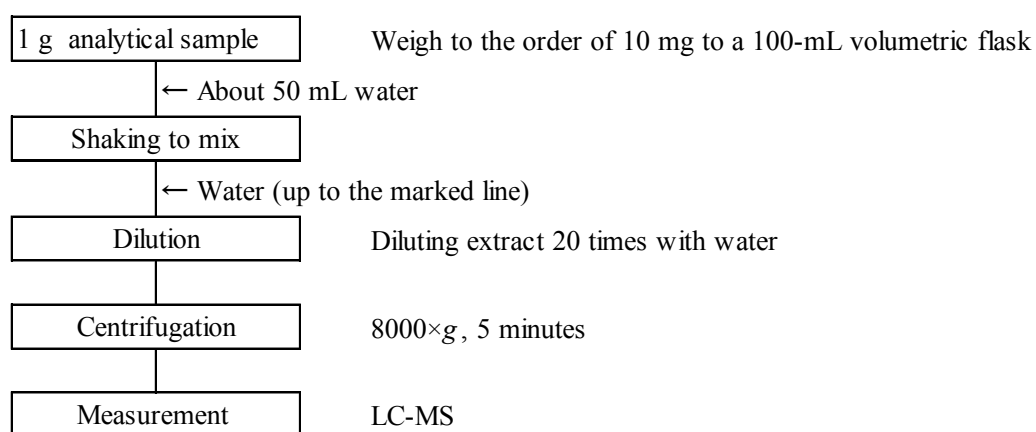 1 g analytical sample Weigh to the order of 10 mg to a 100-mL volumetric flask
← About 50 mL water
Shaking to mix
← Water (up to the marked line)
Dilution Diluting extract 20 times with water
Centrifugation 8000×g, 5 minutes
Measurement LC-MS